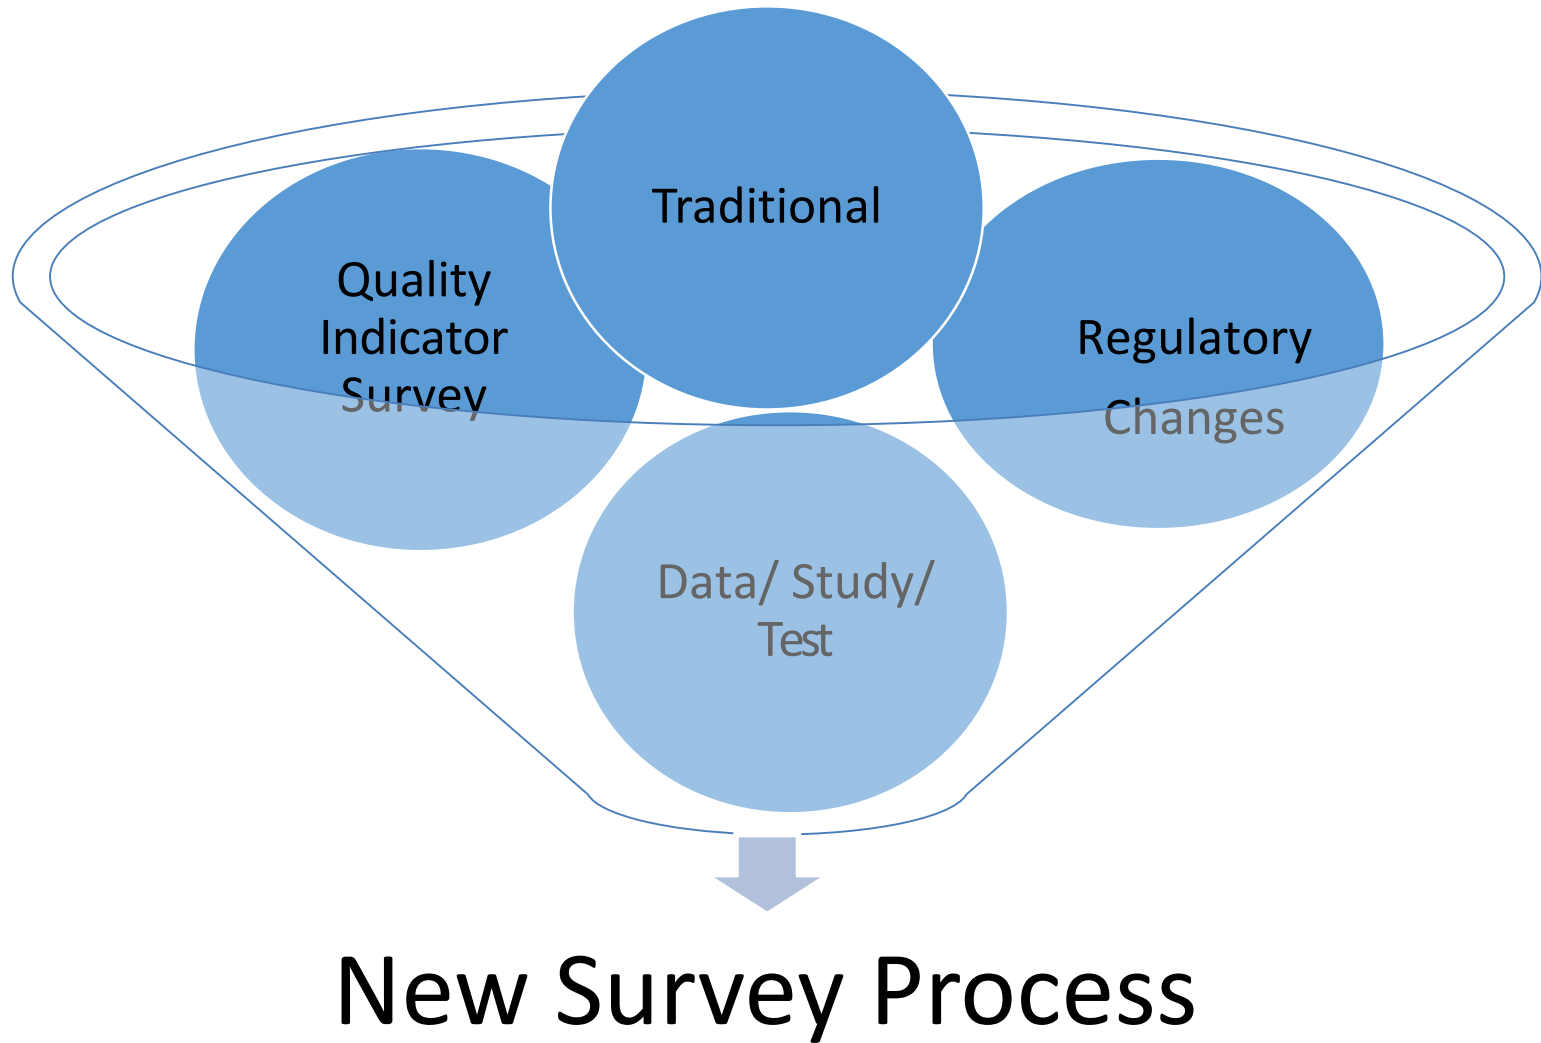 Traditional
Quality
Indicator
Survey
Regulatory
Changes
Data/ Study/
Test
New Survey Process